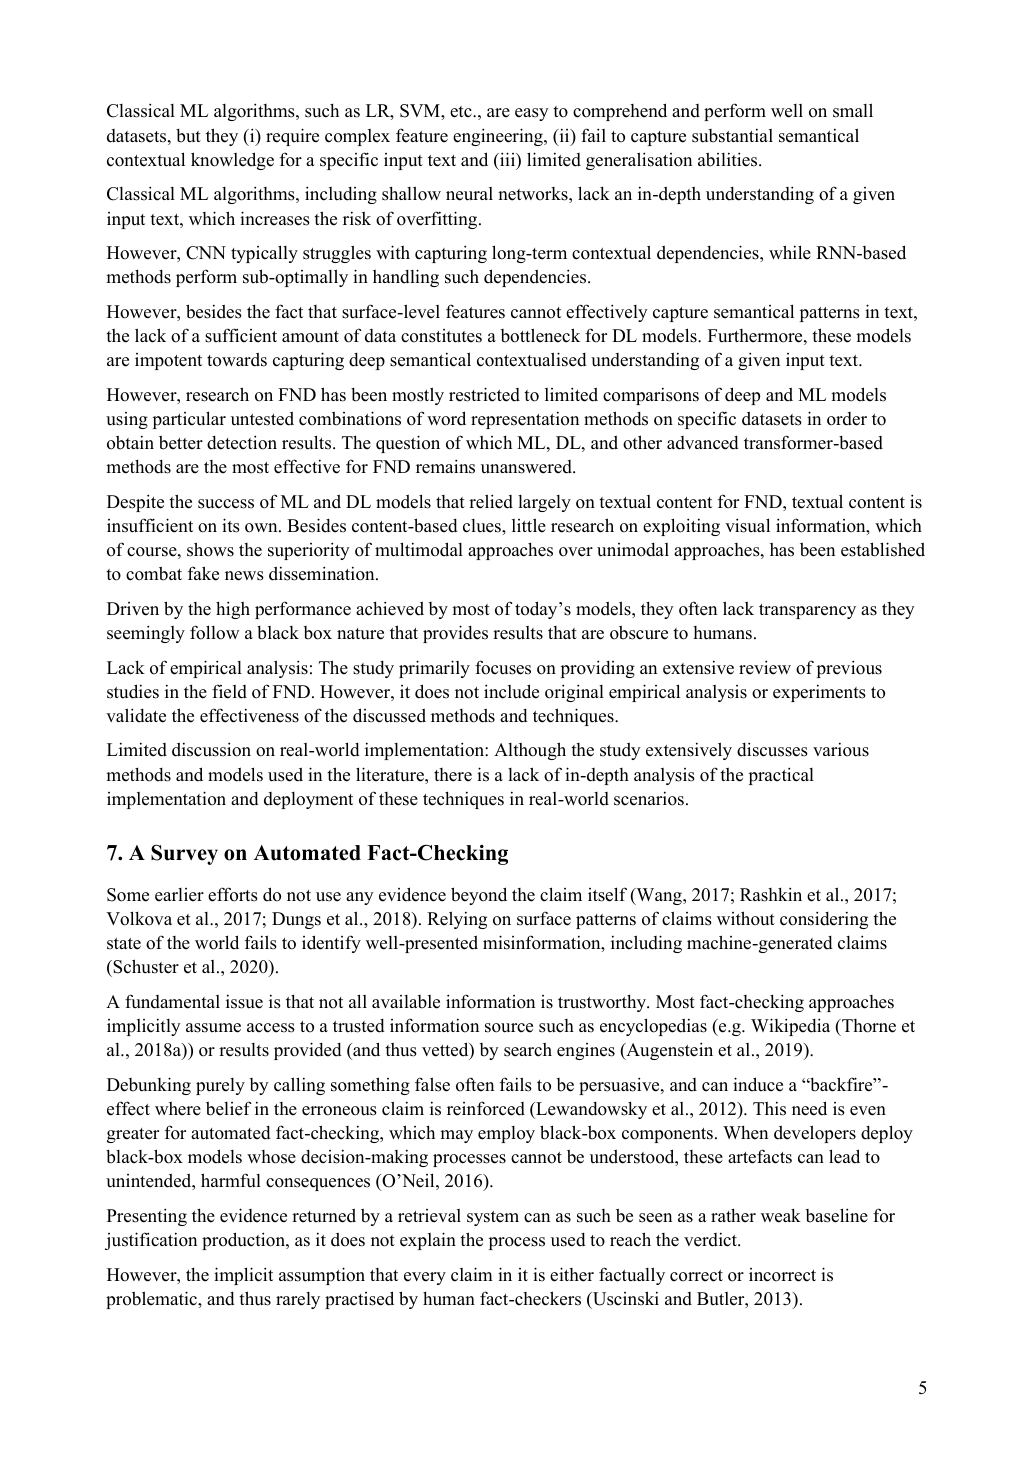 Classical ML algorithms, such as LR, SVM, etc., are easy to comprehend and perform well on small
datasets, but they (i) require complex feature engineering, (ii) fail to capture substantial semantical
contextual knowledge for a specific input text and (iii) limited generalisation abilities.
Classical ML algorithms, including shallow neural networks, lack an in-depth understanding of a given
input text, which increases the risk of overfitting.
However, CNN typically struggles with capturing long-term contextual dependencies, while RNN-based
methods perform sub-optimally in handling such dependencies.
However, besides the fact that surface-level features cannot effectively capture semantical patterns in text,
the lack of a sufficient amount of data constitutes a bottleneck for DL models. Furthermore, these models
are impotent towards capturing deep semantical contextualised understanding of a given input text.
However, research on FND has been mostly restricted to limited comparisons of deep and ML models
using particular untested combinations of word representation methods on specific datasets in order to
obtain better detection results. The question of which ML, DL, and other advanced transformer-based
methods are the most effective for FND remains unanswered.
Despite the success of ML and DL models that relied largely on textual content for FND, textual content is
insufficient on its own. Besides content-based clues, little research on exploiting visual information, which
of course, shows the superiority of multimodal approaches over unimodal approaches, has been established
to combat fake news dissemination.
Driven by the high performance achieved by most of today’s models, they often lack transparency as they
seemingly follow a black box nature that provides results that are obscure to humans.
Lack of empirical analysis: The study primarily focuses on providing an extensive review of previous
studies in the field of FND. However, it does not include original empirical analysis or experiments to
validate the effectiveness of the discussed methods and techniques.
Limited discussion on real-world implementation: Although the study extensively discusses various
methods and models used in the literature, there is a lack of in-depth analysis of the practical
implementation and deployment of these techniques in real-world scenarios.
7. A Survey on Automated Fact-Checking
Some earlier efforts do not use any evidence beyond the claim itself (Wang, 2017; Rashkin et al., 2017;
Volkova et al., 2017; Dungs et al., 2018). Relying on surface patterns of claims without considering the
state of the world fails to identify well-presented misinformation, including machine-generated claims
(Schuster et al., 2020).
A fundamental issue is that not all available information is trustworthy. Most fact-checking approaches
implicitly assume access to a trusted information source such as encyclopedias (e.g. Wikipedia (Thorne et
al., 2018a)) or results provided (and thus vetted) by search engines (Augenstein et al., 2019).
Debunking purely by calling something false often fails to be persuasive, and can induce a “backfire”-
effect where belief in the erroneous claim is reinforced (Lewandowsky et al., 2012). This need is even
greater for automated fact-checking, which may employ black-box components. When developers deploy
black-box models whose decision-making processes cannot be understood, these artefacts can lead to
unintended, harmful consequences (O’Neil, 2016).
Presenting the evidence returned by a retrieval system can as such be seen as a rather weak baseline for
justification production, as it does not explain the process used to reach the verdict.
However, the implicit assumption that every claim in it is either factually correct or incorrect is
problematic, and thus rarely practised by human fact-checkers (Uscinski and Butler, 2013).
5